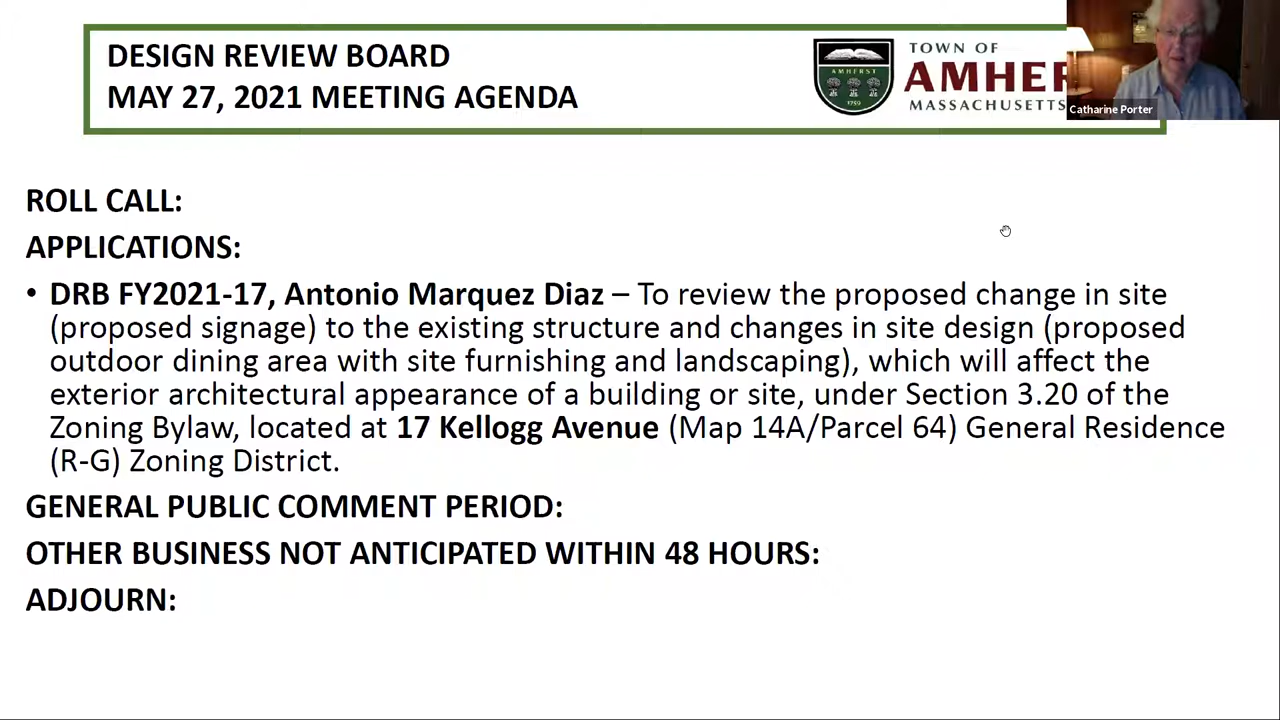 DESIGN REVIEW BOARD
MAY 27, 2021 MEETING AGENDA
TOWN OF
AMHER
MASSACHUSETTS
AMHERST
1759
Catharine Porter
ROLL CALL:
APPLICATIONS:
• DRB FY2021-17, Antonio Marquez Diaz – To review the proposed change in site
(proposed signage) to the existing structure and changes in site design (proposed
outdoor dining area with site furnishing and landscaping), which will affect the
exterior architectural appearance of a building or site, under Section 3.20 of the
Zoning Bylaw, located at 17 Kellogg Avenue (Map 14A/Parcel 64) General Residence
(R-G) Zoning District.
GENERAL PUBLIC COMMENT PERIOD:
OTHER BUSINESS NOT ANTICIPATED WITHIN 48 HOURS:
ADJOURN: